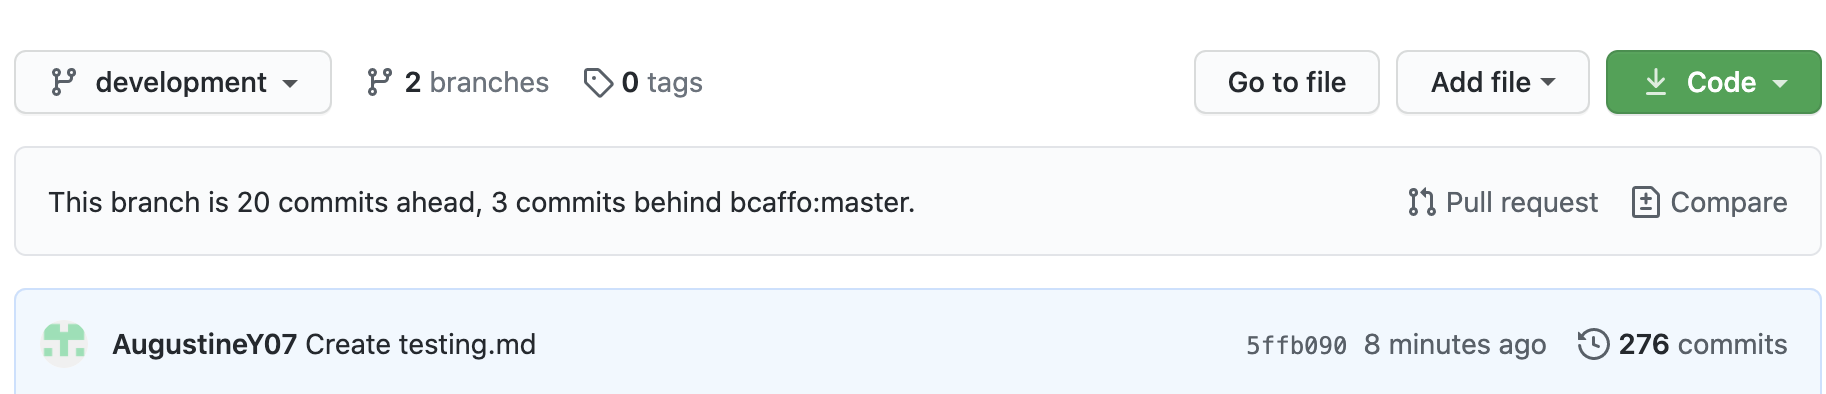 development 2 branches 0 tags Go to file Add file Code
This branch is 20 commits ahead, 3 commits behind bcaffo:master. Pull request Compare
AugustineY07 Create testing.md 5ffb090 8 minutes ago 276 commits